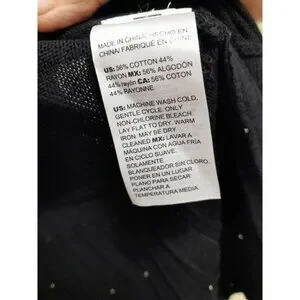 MADE IN CHINA/ HECHO EN
CHINA/ FABRIQUÉ EN CHINE
US: 56% COTTON 44%
RAYON MX: 56% ALGODÓN
44% rayón CA: 56% COTON
44% RAYONNE
US: MACHINE WASH COLD,
GENTLE CYCLE. ONLY
NON-CHLORINE BLEACH.
LAY FLAT TO DRY. WARM
IRON. MAY BE DRY
CLEANED MX: LAVAR A
MÁQUINA CON AGUA FRÍA
EN CICLO SUAVE.
SOLAMENTE
BLANQUEADOR SIN CLORO.
PONER EN UN LUGAR
PLANO PARA SECAR.
PLANCHAR A
TEMPERATURA MEDIA.